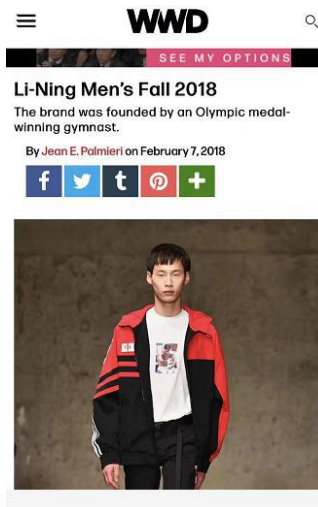 WWD
SEE MY OPTIONS
Li-Ning Men's Fall 2018
The brand was founded by an Olympic medal-
winning gymnast.
By Jean E. Palmieri on February 7, 2018